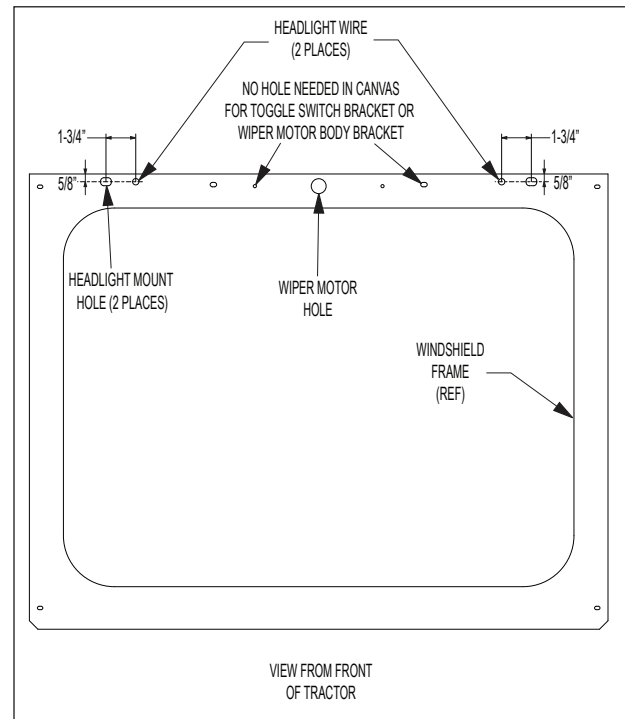 HEADLIGHT WIRE
(2 PLACES)
NO HOLE NEEDED IN CANVAS
FOR TOGGLE SWITCH BRACKET OR
WIPER MOTOR BODY BRACKET
1-3/4"
1-3/4"
5/8"
5/8"
HEADLIGHT MOUNT
HOLE (2 PLACES)
WIPER MOTOR
HOLE
WINDSHIELD
FRAME
(REF)
VIEW FROM FRONT
OF TRACTOR